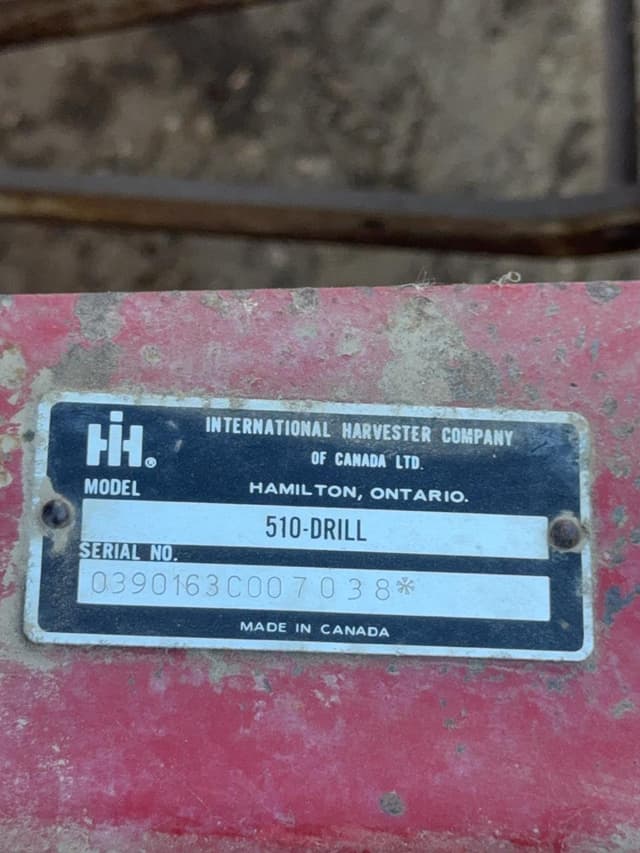 IH®
INTERNATIONAL HARVESTER COMPANY
OF CANADA LTD.
MODEL
HAMILTON, ONTARIO.
510-DRILL
SERIAL NO.
0390163C007038*
MADE IN CANADA